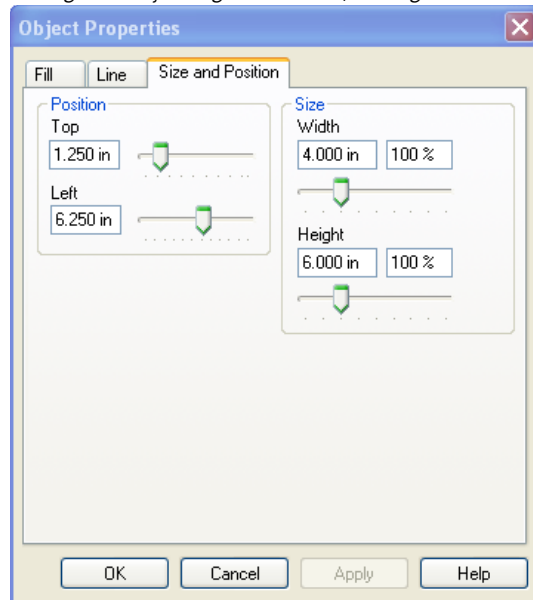 Object Properties
Fill Line Size and Position
Position
Top
1.250 in
Left
6.250 in
Size
Width
4.000 in 100 %
Height
6.000 in 100 %
OK Cancel Apply Help